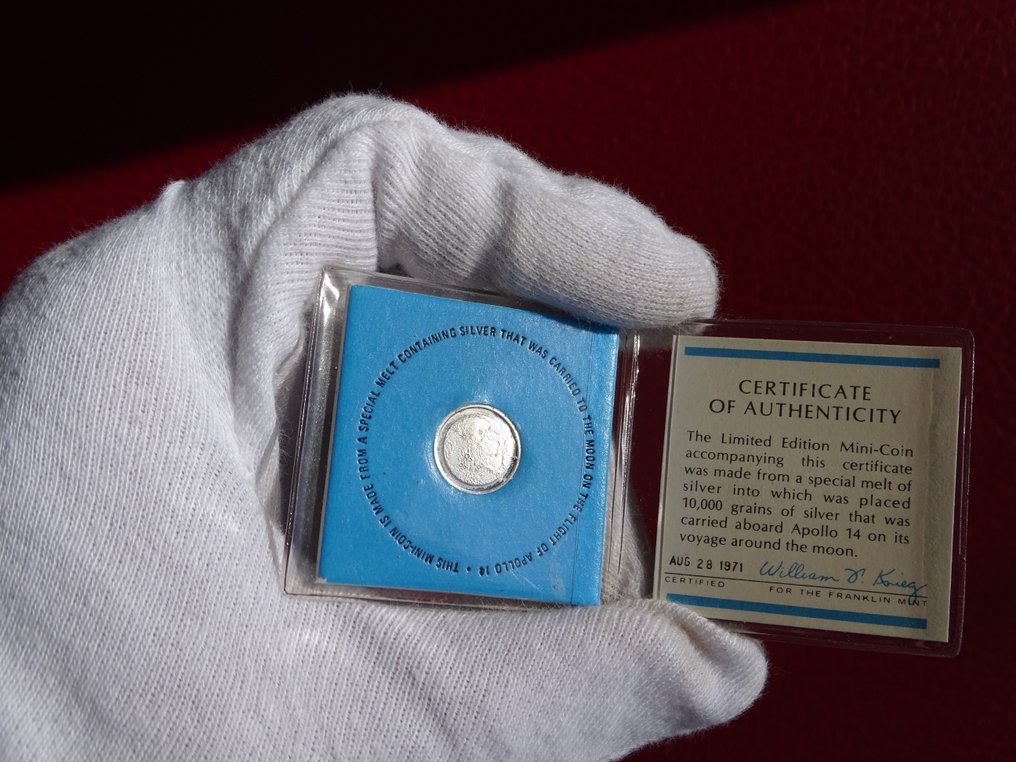 THIS MINI-COIN IS MADE FROM A SPECIAL MELT CONTAINING SILVER THAT WAS CARRIED TO THE MOON ON THE FLIGHT OF APOLLO 14 •
CERTIFICATE
OF AUTHENTICITY
The Limited Edition Mini-Coin
accompanying this certificate
was made from a special melt of
silver into which was placed
10,000 grains of silver that was
carried aboard Apollo 14 on its
voyage around the moon.
AUG 28 1971 William
CERTIFIED FOR THE FRANKLIN MINT